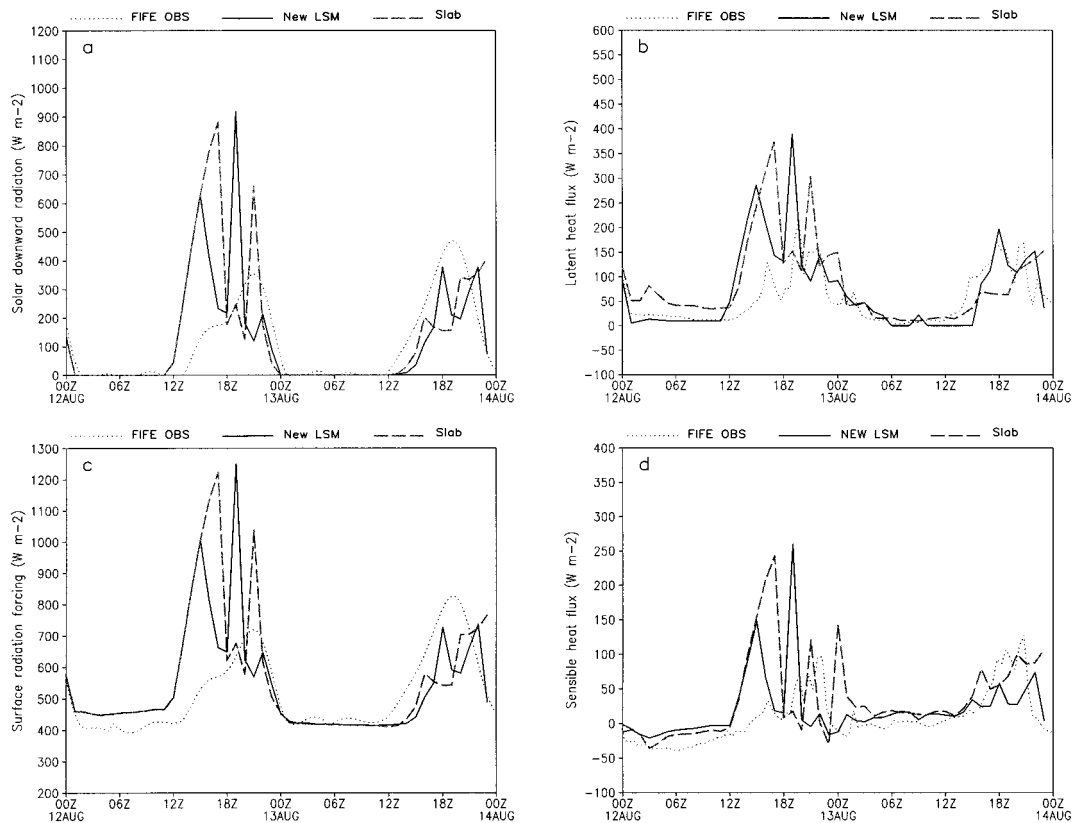 FIFE OBS New LSM Slab
a
Solar downward radiation (W m-2)
1200
1100
1000
900
800
700
600
500
400
300
200
100
0
00Z 06Z 12Z 18Z 00Z 06Z 12Z 18Z 00Z
12AUG 13AUG 14AUG
FIFE OBS New LSM Slab
b
Latent heat flux (W m-2)
600
550
500
450
400
350
300
250
200
150
100
50
0
-50
-100
00Z 06Z 12Z 18Z 00Z 06Z 12Z 18Z 00Z
12AUG 13AUG 14AUG
FIFE OBS New LSM Slab
c
Surface radiation forcing (W m-2)
1300
1200
1100
1000
900
800
700
600
500
400
300
200
00Z 06Z 12Z 18Z 00Z 06Z 12Z 18Z 00Z
12AUG 13AUG 14AUG
FIFE OBS NEW LSM Slab
d
Sensible heat flux (W m-2)
400
350
300
250
200
150
100
50
0
-50
-100
00Z 06Z 12Z 18Z 00Z 06Z 12Z 18Z 00Z
12AUG 13AUG 14AUG